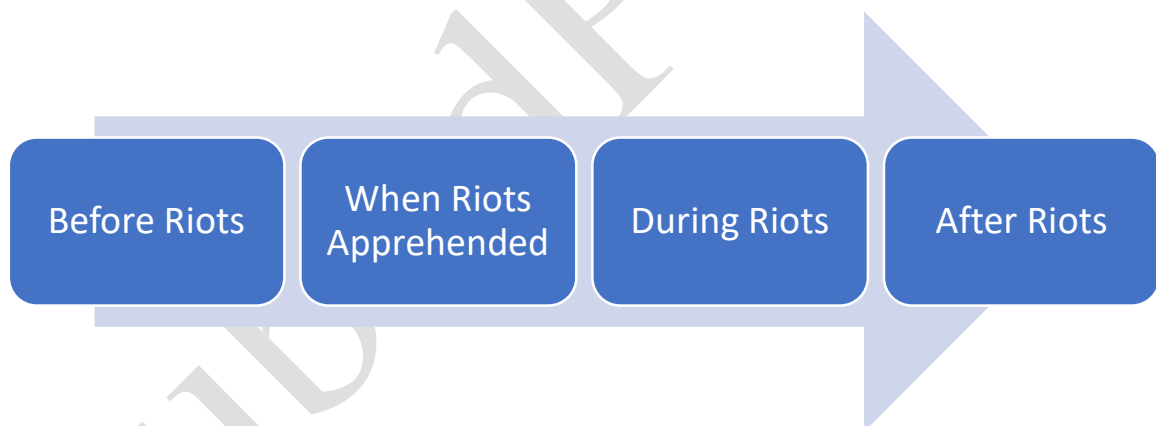 Before Riots
When Riots
Apprehended
During Riots
After Riots